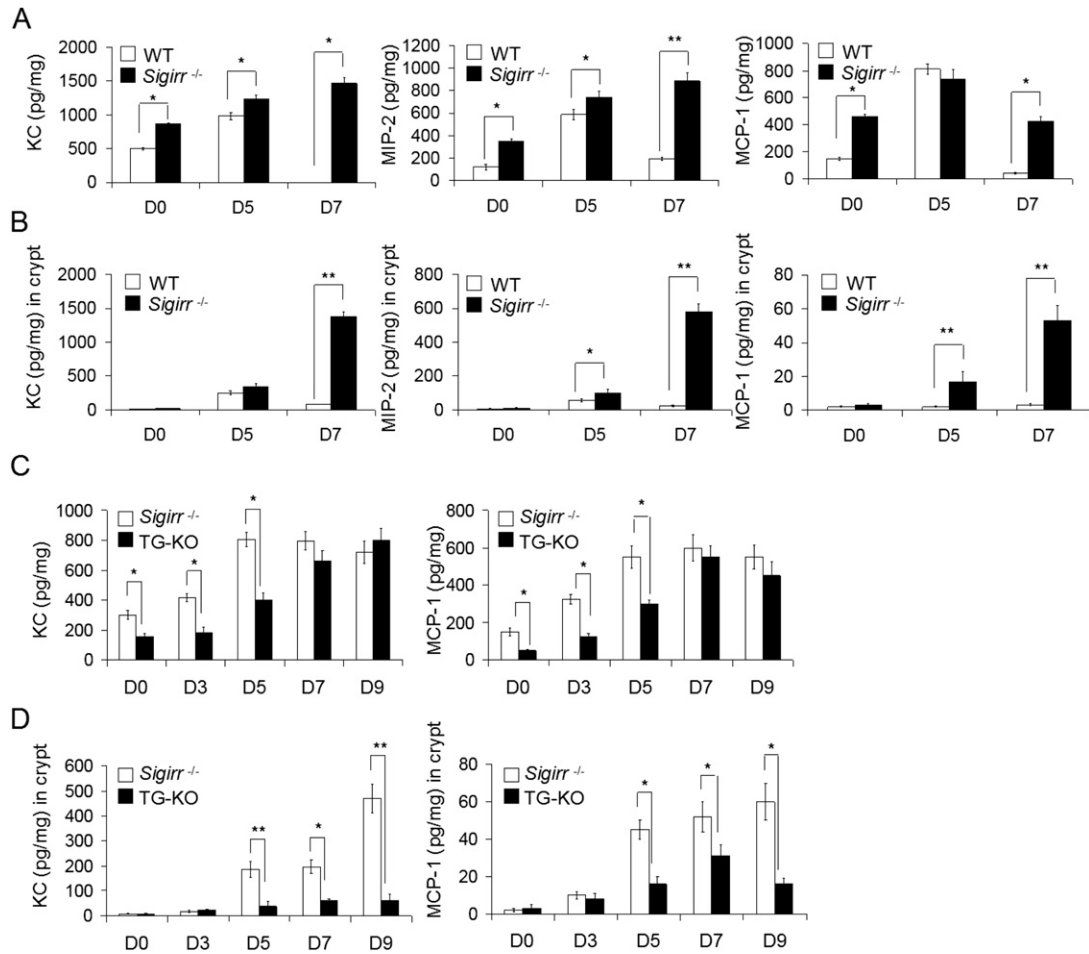 A
KC (pg/mg)
2000
1500
1000
500
0
WT
Sigirr -/-
*
*
*
D0 D5 D7
MIP-2 (pg/mg)
1200
1000
800
600
400
200
0
WT
Sigirr -/-
*
*
**
D0 D5 D7
MCP-1 (pg/mg)
1000
800
600
400
200
0
WT
Sigirr -/-
*
*
D0 D5 D7
B
KC (pg/mg) in crypt
2000
1500
1000
500
0
WT
Sigirr -/-
**
D0 D5 D7
MIP-2 (pg/mg) in crypt
800
600
400
200
0
WT
Sigirr -/-
*
**
D0 D5 D7
MCP-1 (pg/mg) in crypt
60
40
20
0
WT
Sigirr -/-
**
**
D0 D5 D7
C
KC (pg/mg)
1000
800
600
400
200
0
Sigirr -/-
TG-KO
*
*
*
D0 D3 D5 D7 D9
MCP-1 (pg/mg)
800
600
400
200
0
Sigirr -/-
TG-KO
*
*
*
D0 D3 D5 D7 D9
D
KC (pg/mg) in crypt
600
500
400
300
200
100
0
Sigirr -/-
TG-KO
**
*
**
D0 D3 D5 D7 D9
MCP-1 (pg/mg) in crypt
80
60
40
20
0
Sigirr -/-
TG-KO
*
*
*
D0 D3 D5 D7 D9